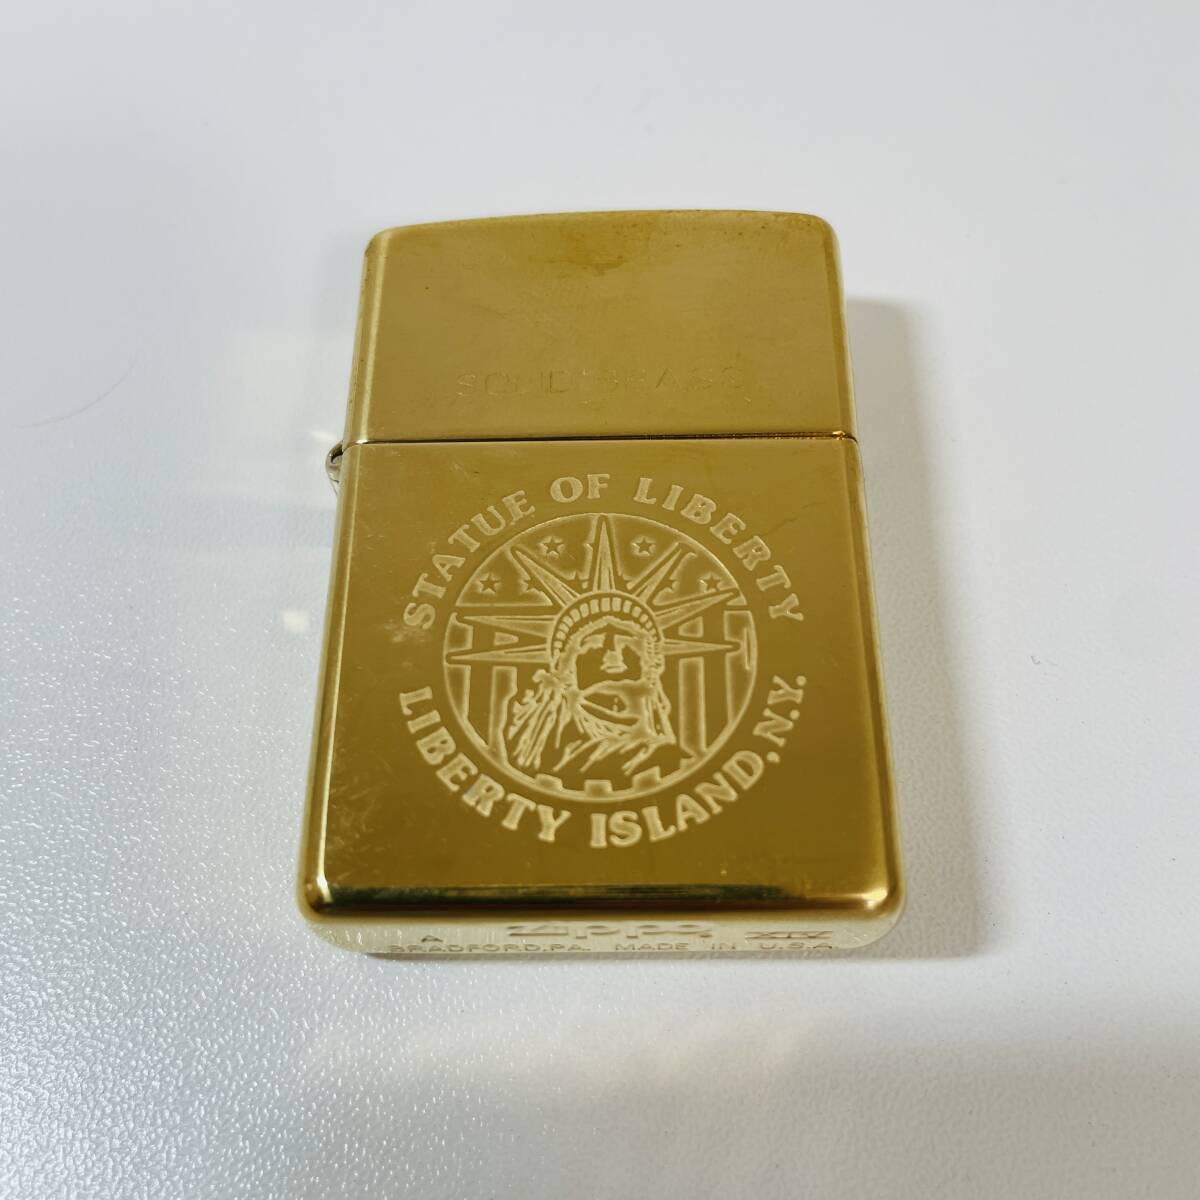 SOLID BRASS
STATUE OF LIBERTY
LIBERTY ISLAND, N.Y.
A Zippo XIV
BRADFORD, PA. MADE IN U.S.A.